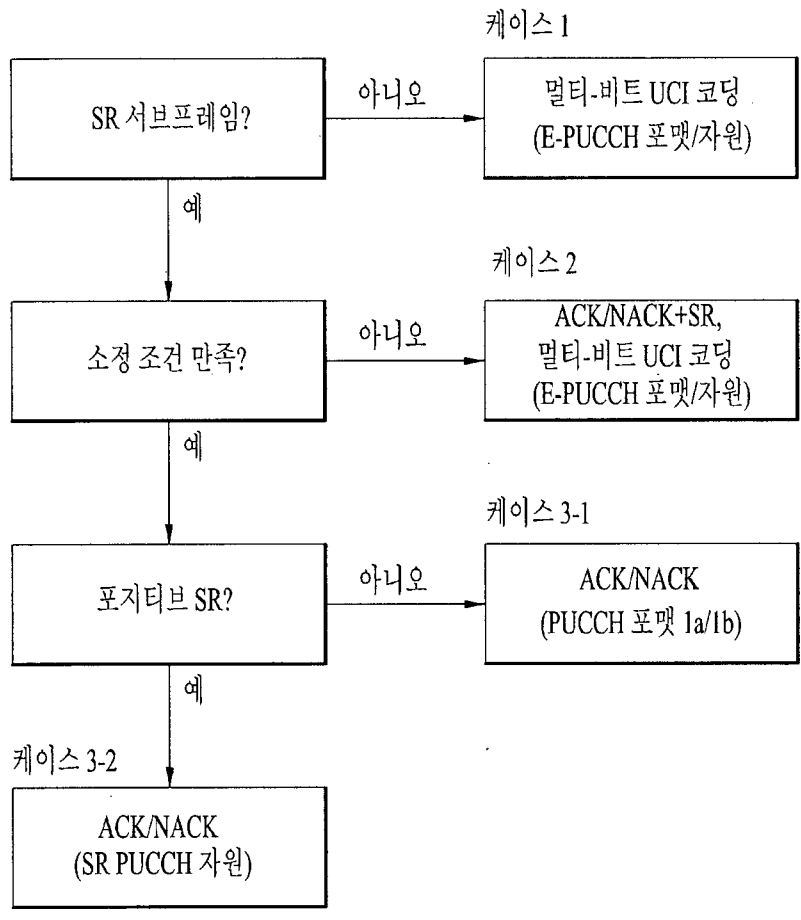 케이스 1
SR 서브프레임?
아니오
멀티-비트 UCI 코딩
(E-PUCCH 포맷/자원)
예
케이스 2
소정 조건 만족?
아니오
ACK/NACK+SR,
멀티-비트 UCI 코딩
(E-PUCCH 포맷/자원)
예
케이스 3-1
포지티브 SR?
아니오
ACK/NACK
(PUCCH 포맷 1a/1b)
예
케이스 3-2
ACK/NACK
(SR PUCCH 자원)